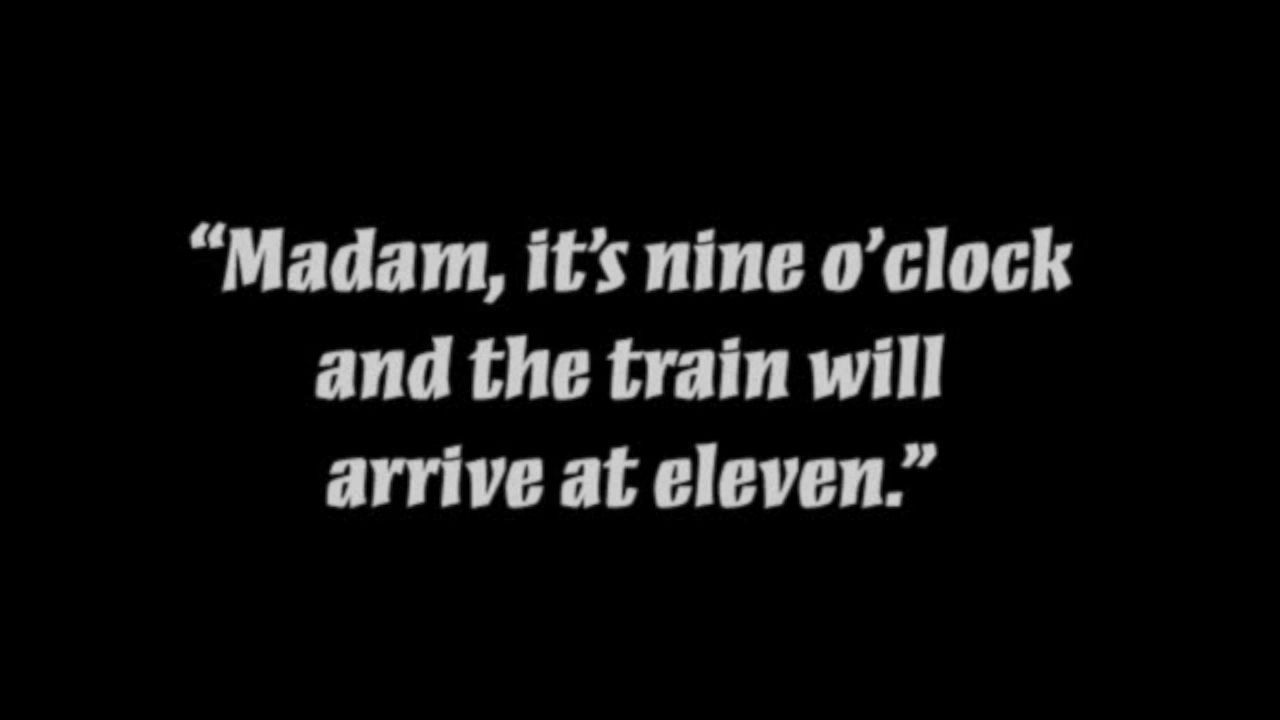 “Madam, it’s nine o’clock
and the train will
arrive at eleven.”